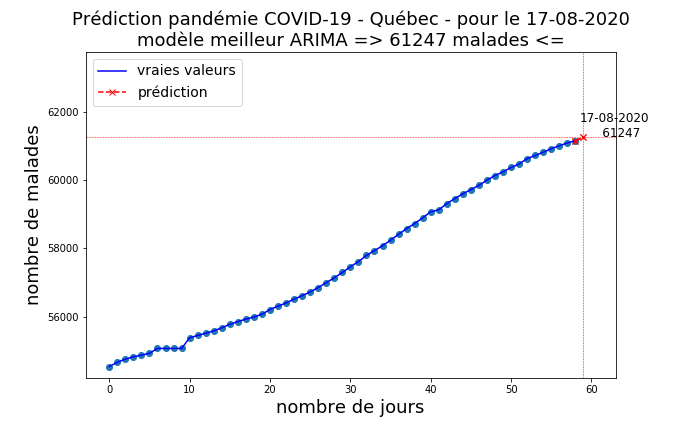 Prédiction pandémie COVID-19 - Québec - pour le 17-08-2020
modèle meilleur ARIMA => 61247 malades <=
vraies valeurs
prédiction
17-08-2020
61247
nombre de malades
62000
60000
58000
56000
0 10 20 30 40 50 60
nombre de jours